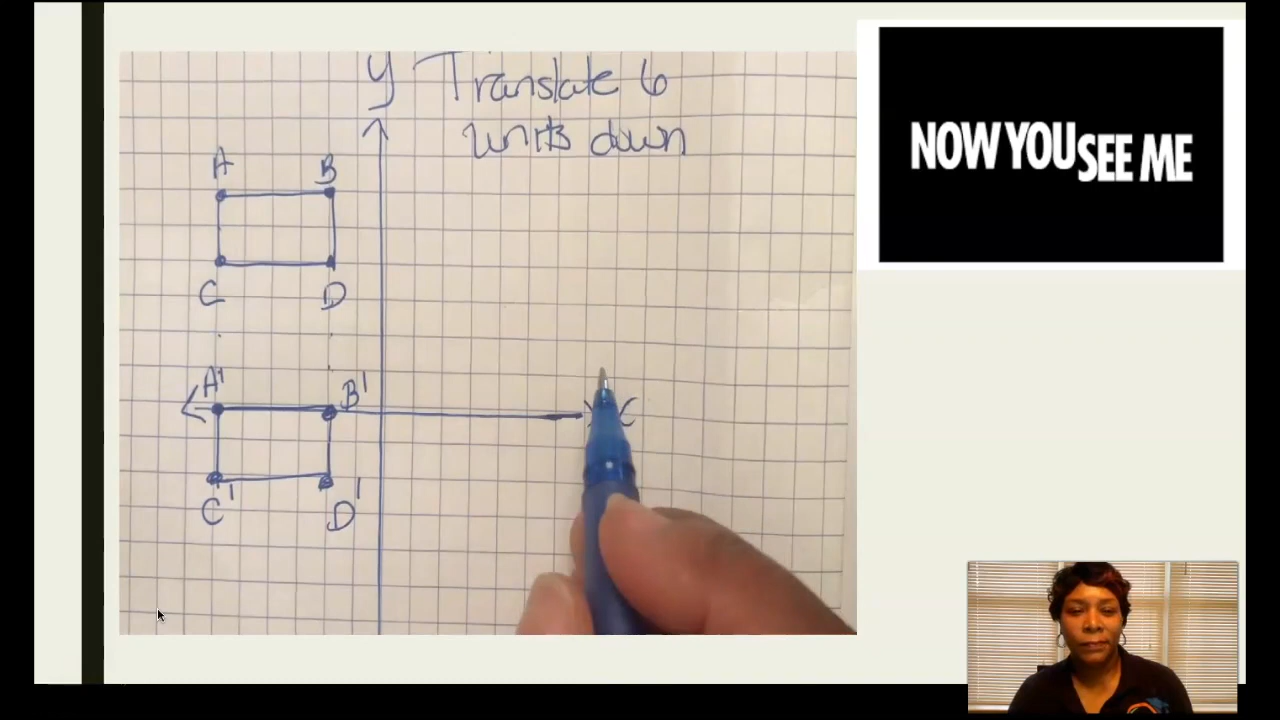 y Translate 6
units down
NOW YOU SEE ME
A B
C D
A' B'
x
C' D'